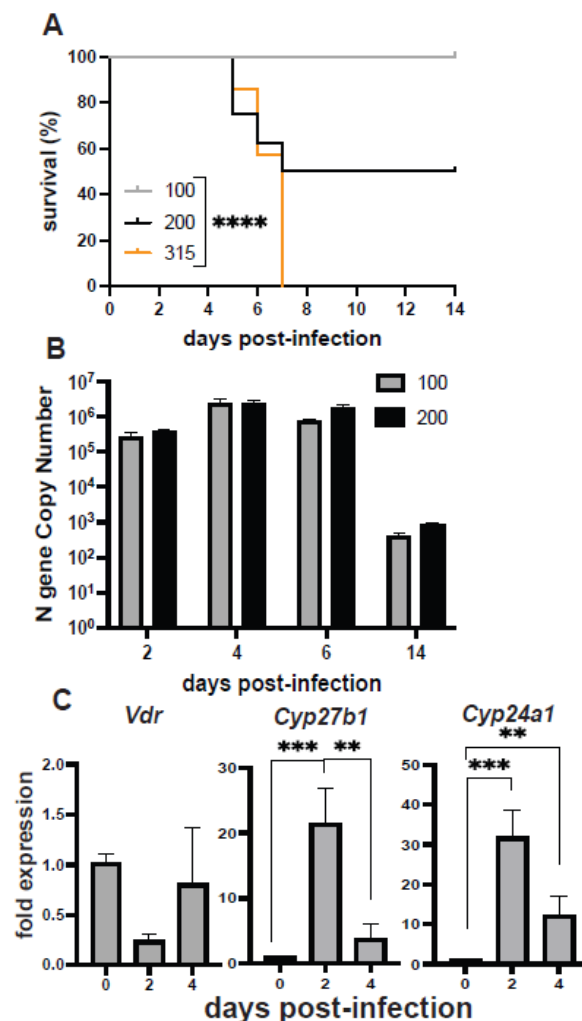 A
survival (%)
100
80
60
40
20
0
0 2 4 6 8 10 12 14
100
200
315
****
days post-infection
B
N gene Copy Number
10⁷
10⁶
10⁵
10⁴
10³
10²
10¹
10⁰
2 4 6 14
100
200
days post-infection
C
Vdr
Cyp27b1
Cyp24a1
fold expression
2.0
1.5
1.0
0.5
0.0
0 2 4
*** **
30
20
10
0
0 2 4
**
***
50
40
30
20
10
0
0 2 4
days post-infection